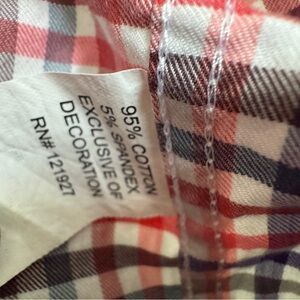 95% COTTON
5% SPANDEX
EXCLUSIVE OF
DECORATION
RN# 121927